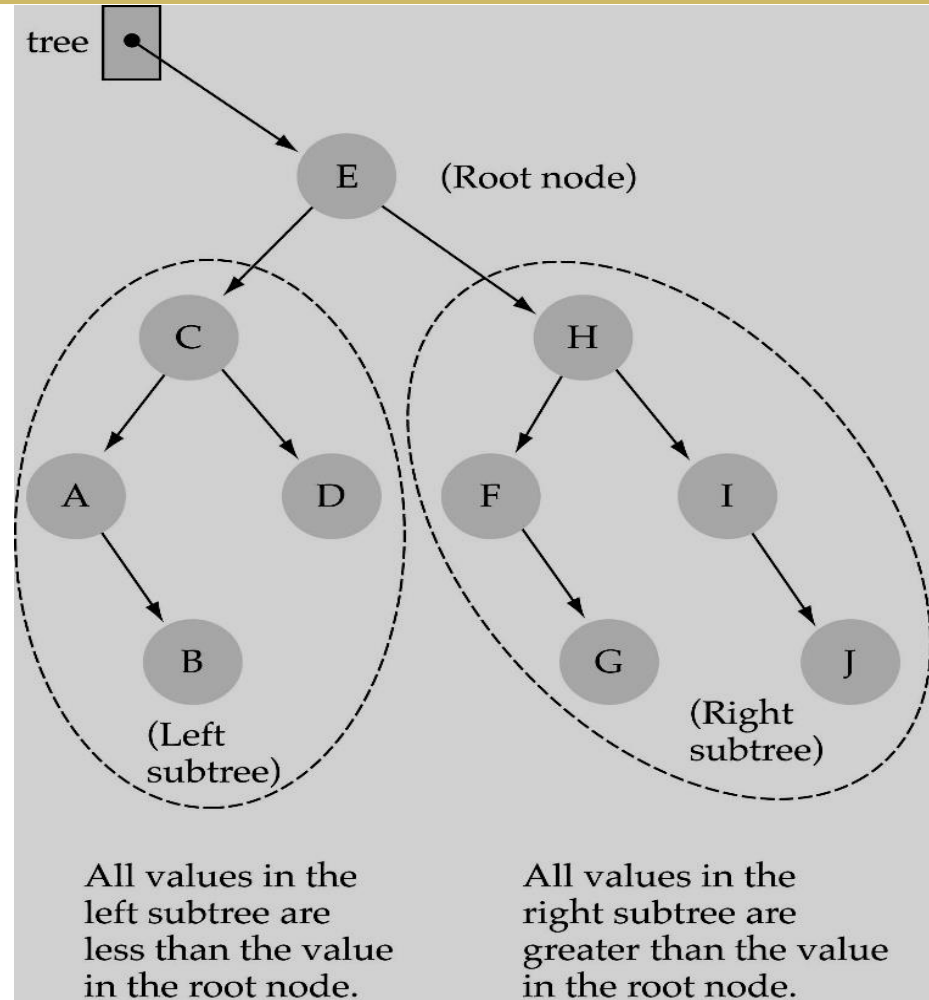 tree
E (Root node)
C
H
A
D
F
I
B
G
J
(Left
subtree)
(Right
subtree)
All values in the
left subtree are
less than the value
in the root node.
All values in the
right subtree are
greater than the value
in the root node.